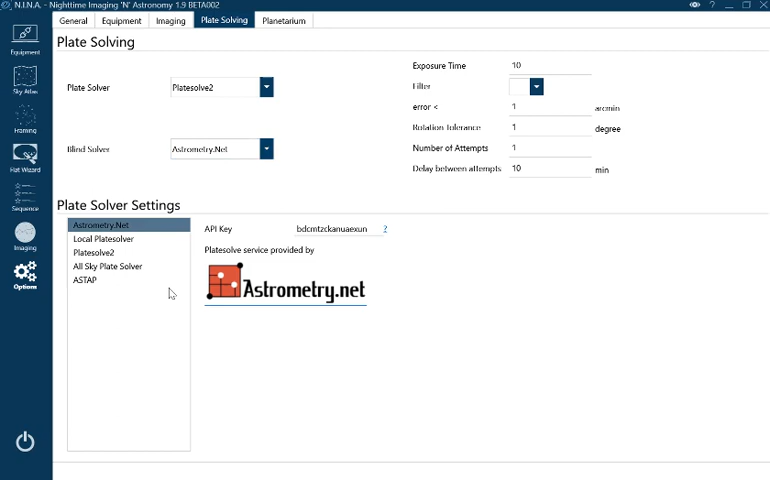 N.I.N.A. - Nighttime Imaging 'N' Astronomy 1.9 BETA002
?
General
Equipment
Imaging
Plate Solving
Planetarium
Equipment
Sky Atlas
Framing
Flat Wizard
Sequence
Imaging
Options
Plate Solving
Plate Solver
Platesolve2
Blind Solver
Astrometry.Net
Exposure Time
10
Filter
error <
1
arcmin
Rotation Tolerance
1
degree
Number of Attempts
1
Delay between attempts
10
min
Plate Solver Settings
Astrometry.Net
Local Platesolver
Platesolve2
All Sky Plate Solver
ASTAP
API Key
bdcmtzckanuaexun
?
Platesolve service provided by
Astrometry.net